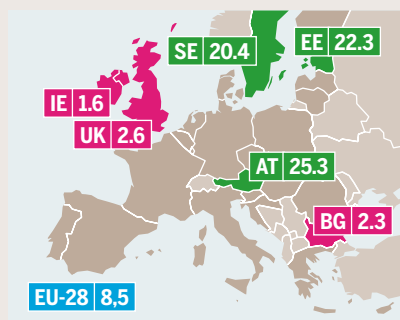 SE 20.4
EE 22.3
IE 1.6
UK 2.6
AT 25.3
BG 2.3
EU-28 8,5